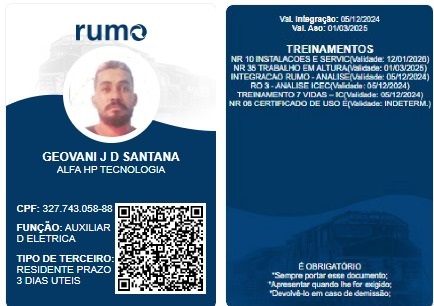 rumo
GEOVANI J D SANTANA
ALFA HP TECNOLOGIA
CPF: 327.743.058-88
FUNÇÃO: AUXILIAR
D ELETRICA
TIPO DE TERCEIRO:
RESIDENTE PRAZO
3 DIAS UTEIS
Val. Integração: 05/12/2024
Val. Aso: 01/03/2025
TREINAMENTOS
NR 10 INSTALACOES E SERVIC(Validade: 12/01/2026)
NR 35 TRABALHO EM ALTURA(Validade: 01/03/2025)
INTEGRACAO RUMO - ANALISE(Validade: 05/12/2024)
RO 3 - ANALISE ICEC(Validade: 05/12/2024)
TREINAMENTO 7 VIDAS – IC(Validade: 05/12/2024)
NR 06 CERTIFICADO DE USO E(Validade: INDETERM.)
É OBRIGATÓRIO
*Sempre portar esse documento;
*Apresentar quando lhe for exigido;
*Devolvê-lo em caso de demissão;